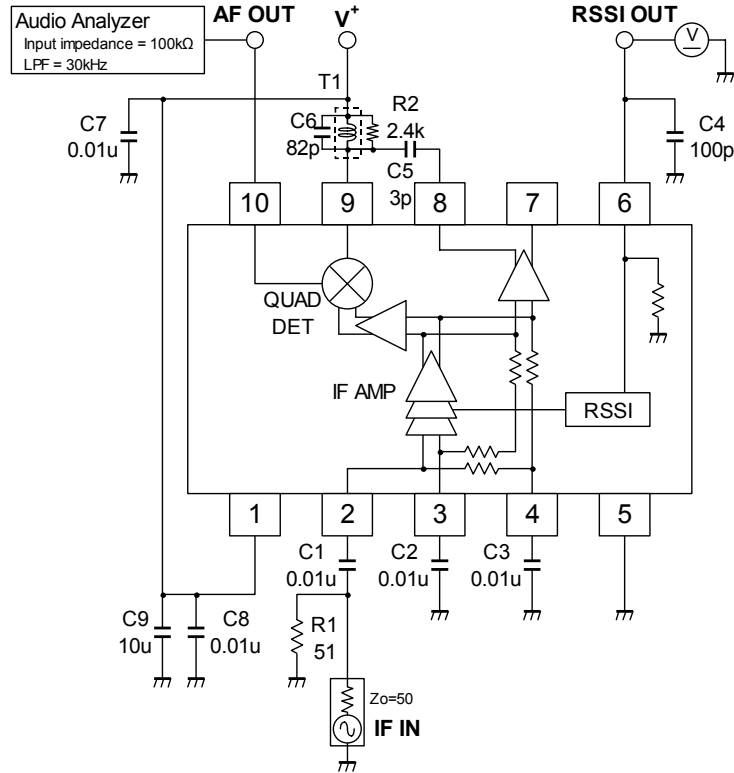 Audio Analyzer
Input impedance = 100kΩ
LPF = 30kHz
AF OUT
V+
RSSI OUT
V
T1
C7
0.01u
C6
82p
R2
2.4k
C5
3p
C4
100p
10
9
8
7
6
QUAD
DET
IF AMP
RSSI
1
2
3
4
5
C1
0.01u
C2
0.01u
C3
0.01u
C9
10u
C8
0.01u
R1
51
Zo=50
IF IN